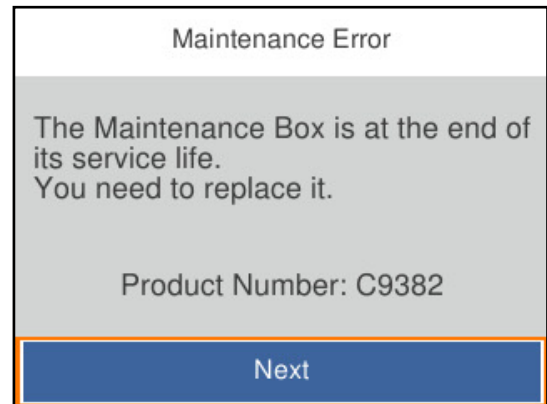 Maintenance Error
The Maintenance Box is at the end of
its service life.
You need to replace it.
Product Number: C9382
Next